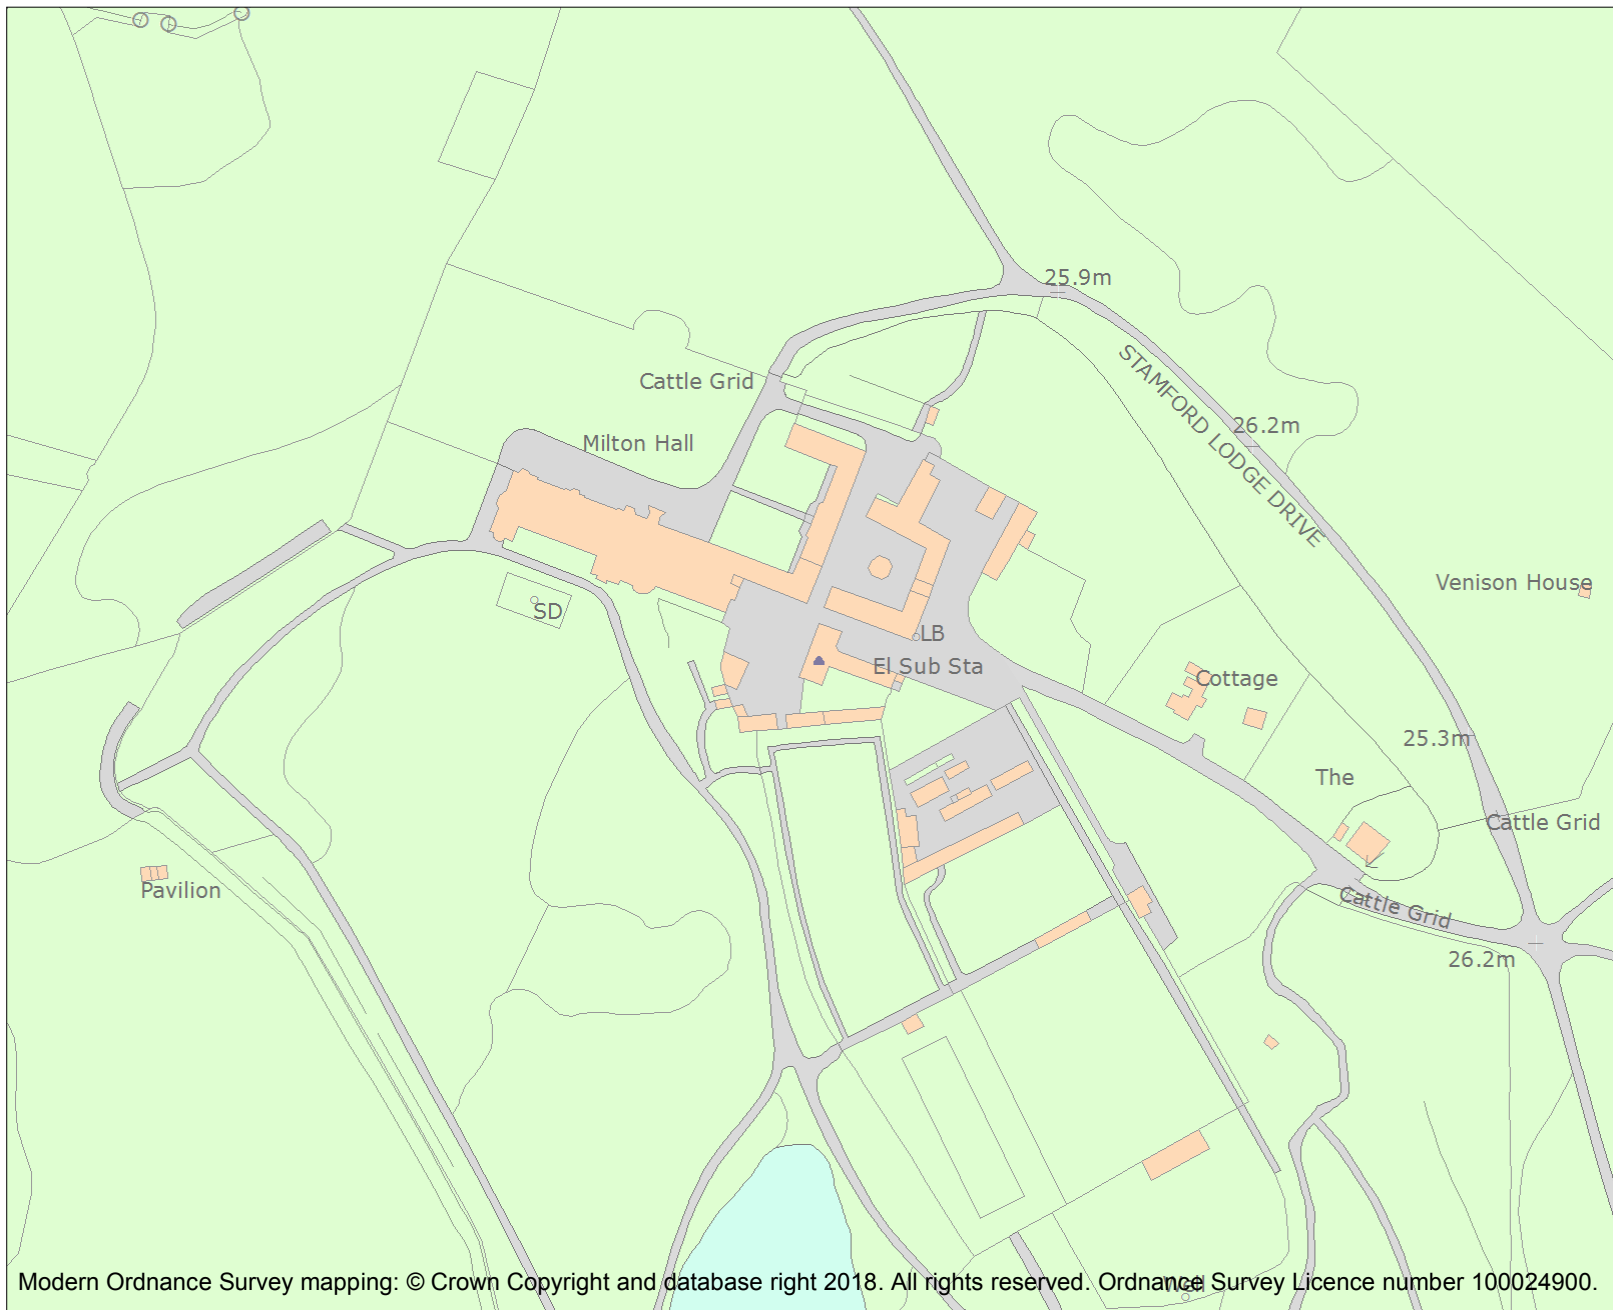 25.9m
STAMFORD LODGE DRIVE
Cattle Grid
26.2m
Milton Hall
Venison House
SD
LB
El Sub Sta
Cottage
25.3m
The
Cattle Grid
Pavilion
Cattle Grid
26.2m
Well
Modern Ordnance Survey mapping: © Crown Copyright and database right 2018. All rights reserved. Ordnance Survey Licence number 100024900.